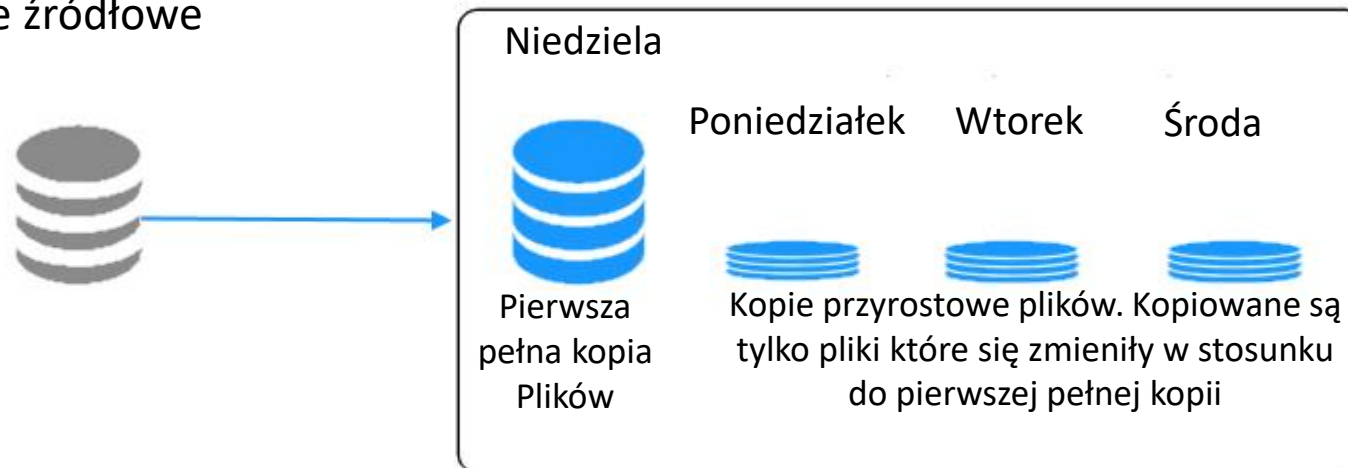 e źródłowe
Niedziela
Poniedziałek Wtorek Środa
Pierwsza
pełna kopia
Plików
Kopie przyrostowe plików. Kopiowane są
tylko pliki które się zmieniły w stosunku
do pierwszej pełnej kopii